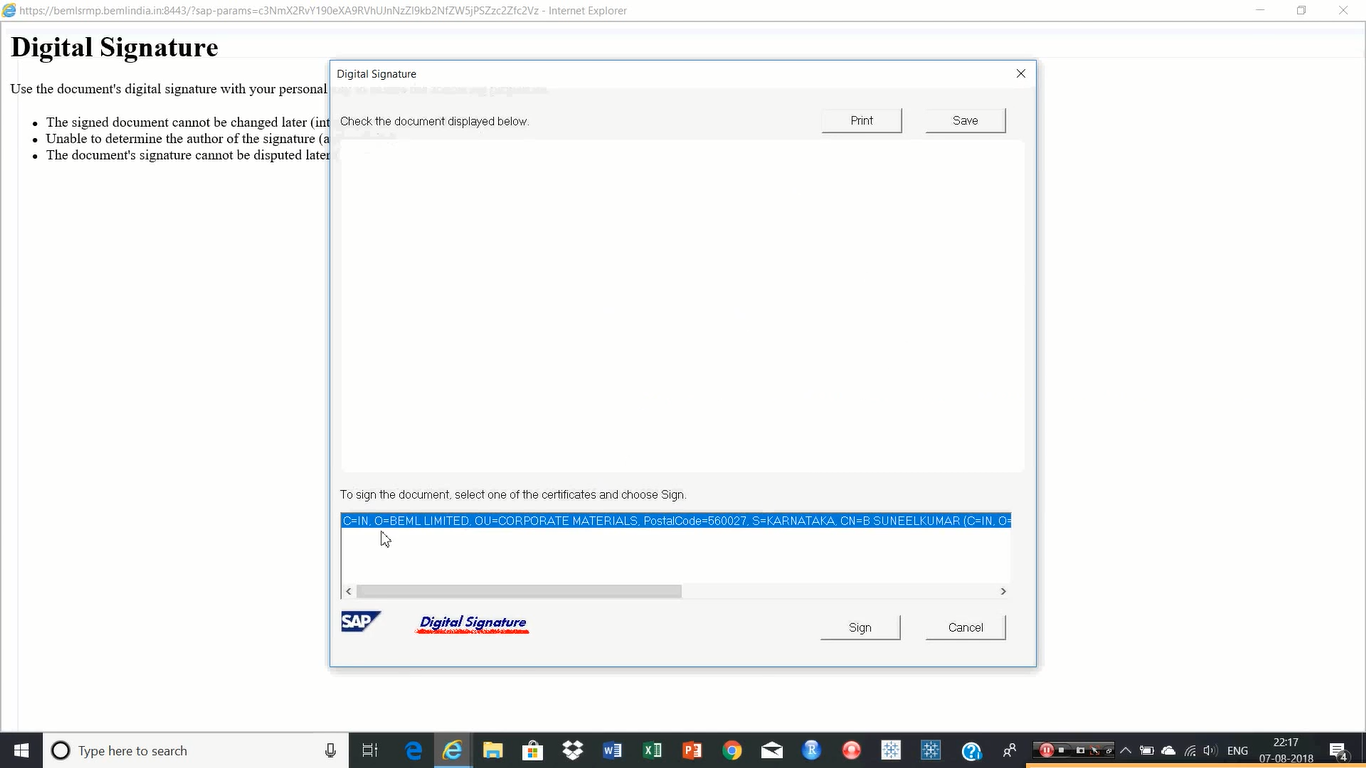 https://bemlsrmp.bemlindia.in:8443/?sap-params=c3NmX2RvY190eXA9RVhUJnNzZl9kb2NfZW5jPSZzc2Zfc2Vz - Internet Explorer
Digital Signature
Digital Signature
Use the document's digital signature with your personal
The signed document cannot be changed later (int
Unable to determine the author of the signature (a
The document's signature cannot be disputed later
Check the document displayed below.
Print
Save
To sign the document, select one of the certificates and choose Sign.
C=IN, O=BEML LIMITED, OU=CORPORATE MATERIALS, PostalCode=560027, S=KARNATAKA, CN=B SUNEELKUMAR (C=IN, O=
SAP
Digital Signature
Sign
Cancel
Type here to search
ENG
22:17
07-08-2018
4